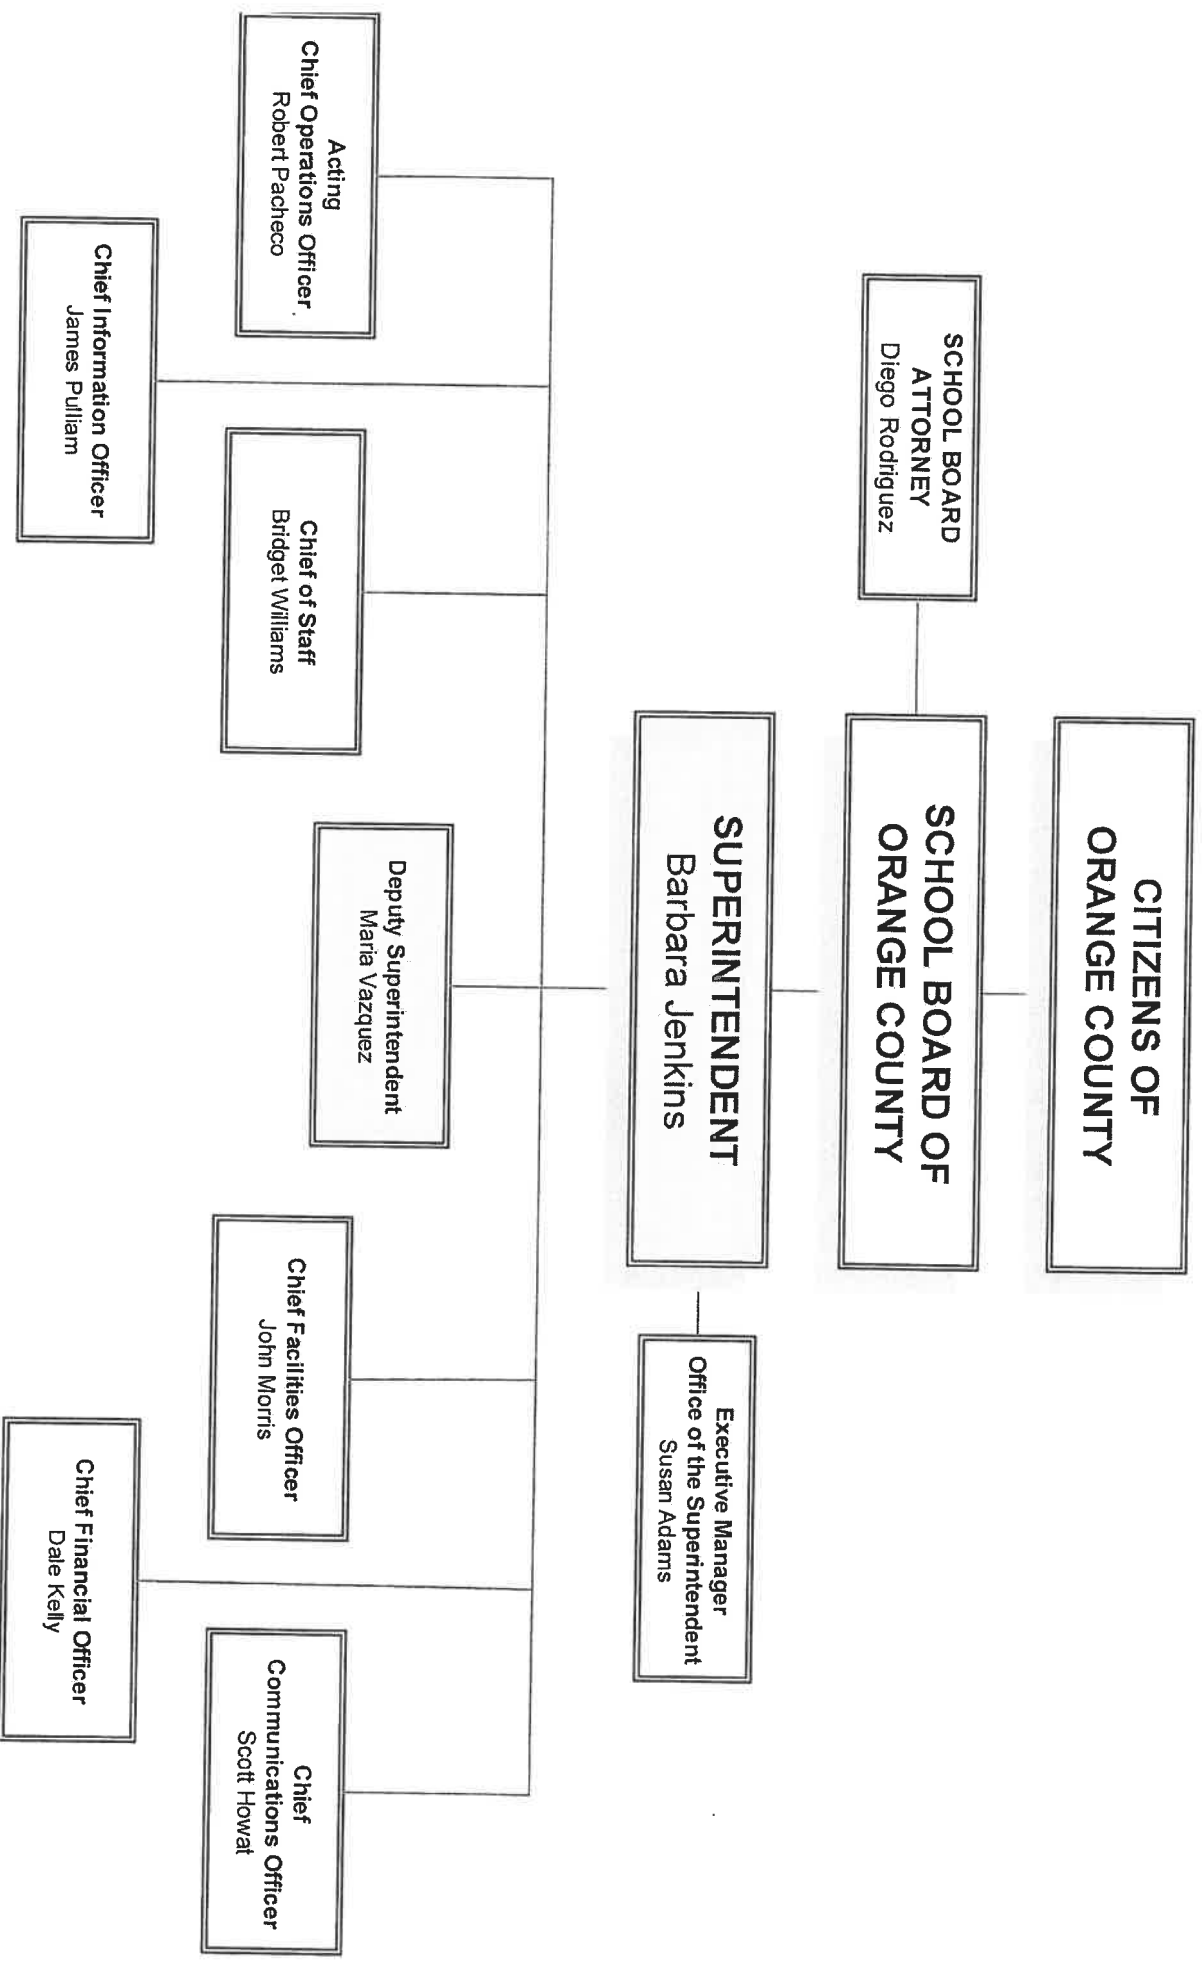 CITIZENS OF
ORANGE COUNTY
SCHOOL BOARD
ATTORNEY
Diego Rodriguez
SCHOOL BOARD OF
ORANGE COUNTY
SUPERINTENDENT
Barbara Jenkins
Executive Manager
Office of the Superintendent
Susan Adams
Acting
Chief Operations Officer
Robert Pacheco
Chief Information Officer
James Pulliam
Chief of Staff
Bridget Williams
Deputy Superintendent
Maria Vazquez
Chief Facilities Officer
John Morris
Chief Financial Officer
Dale Kelly
Chief
Communications Officer
Scott Howat